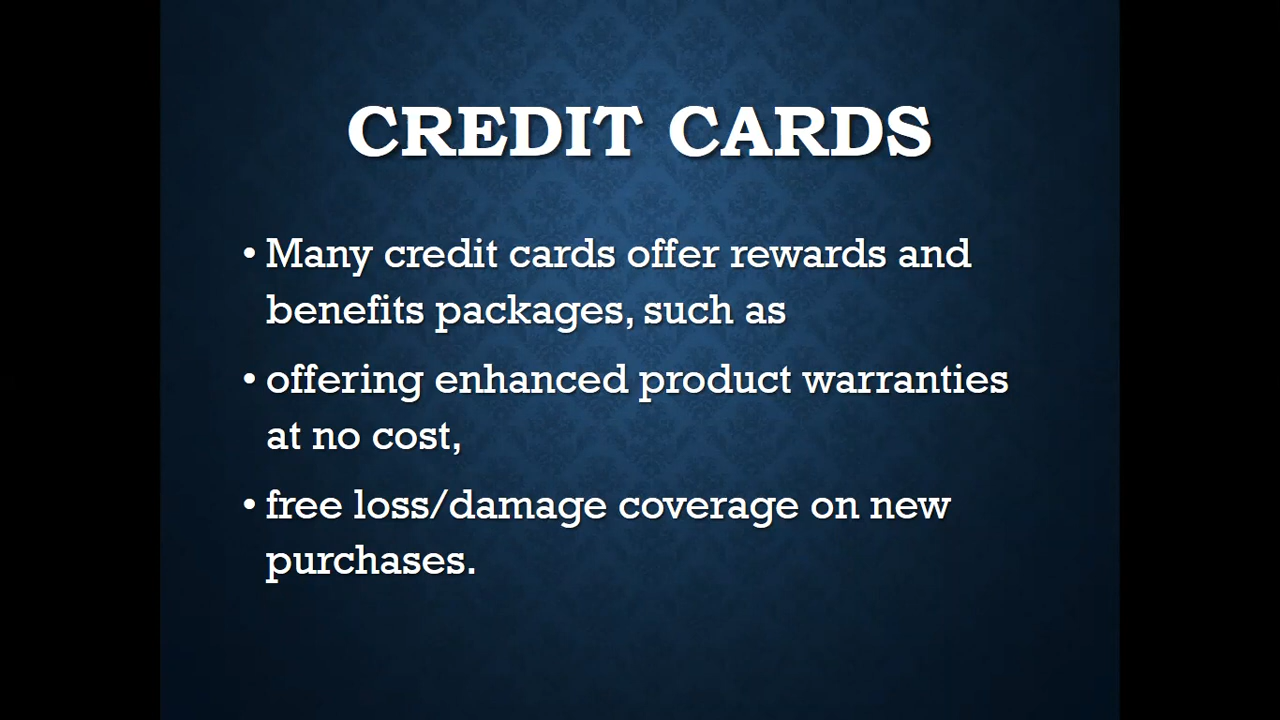 CREDIT CARDS
• Many credit cards offer rewards and
benefits packages, such as
• offering enhanced product warranties
at no cost,
• free loss/damage coverage on new
purchases.